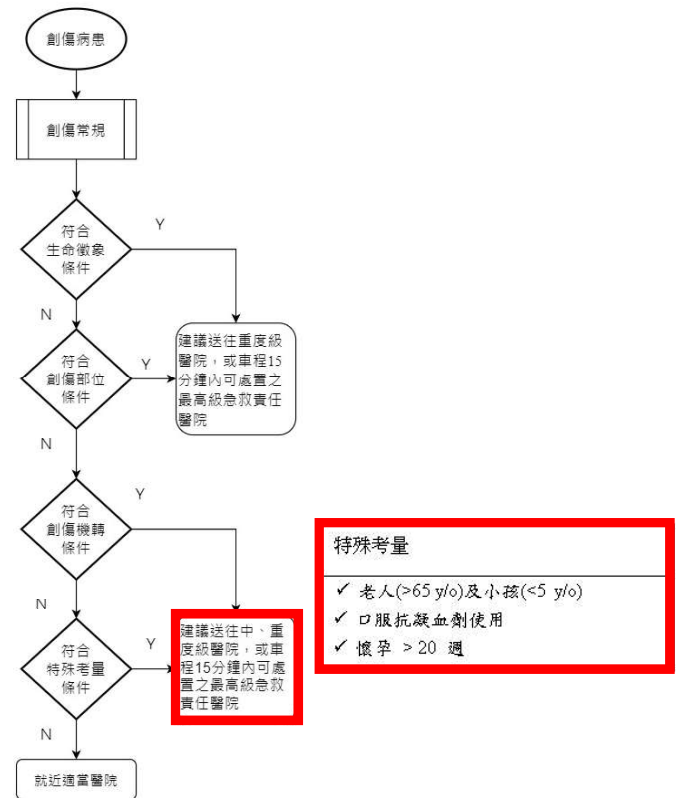 創傷病患
創傷常規
符合
生命徵象
條件
Y
N
建議送往重度級
醫院，或車程15
分鐘內可處置之
最高級急救責任
醫院
符合
創傷部位
條件
Y
N
符合
創傷機轉
條件
Y
N
建議送往中、重
度級醫院，或車
程15分鐘內可處
置之最高級急救
責任醫院
符合
特殊考量
條件
Y
N
就近適當醫院
特殊考量
✓ 老人(>65 y/o)及小孩(<5 y/o)
✓ 口服抗凝血劑使用
✓ 懷孕 > 20 週